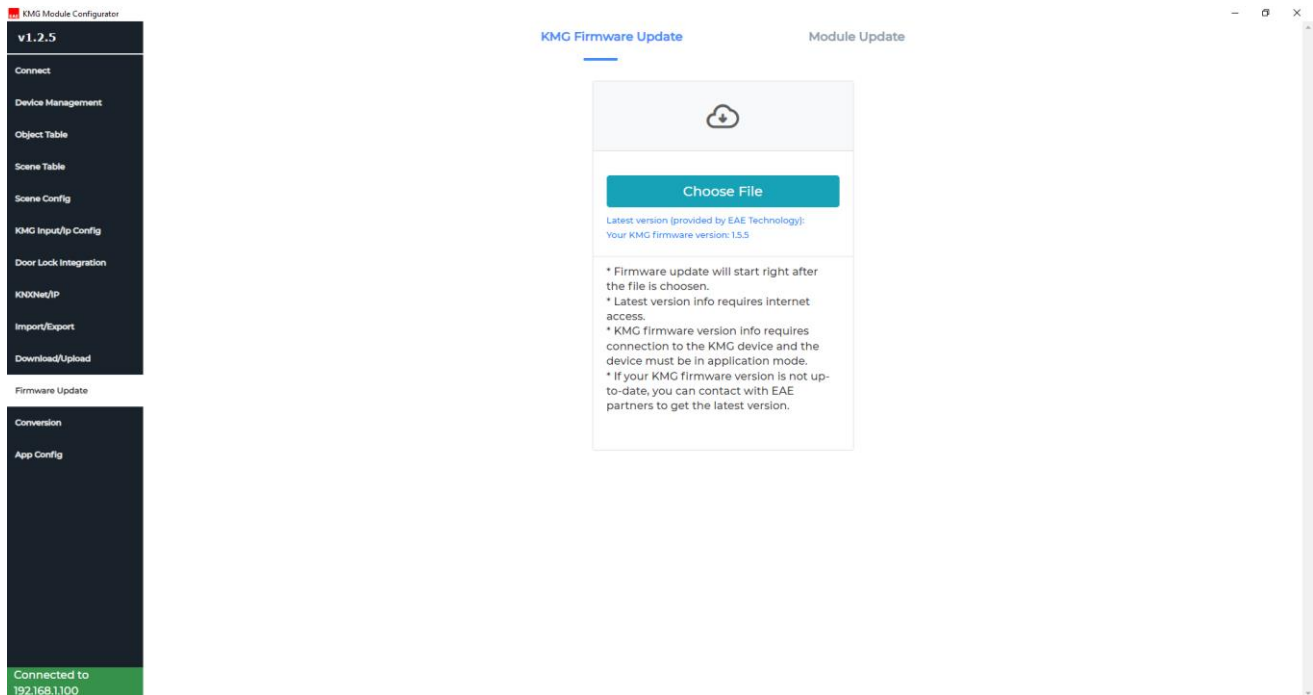 EAE KMG Module Configurator
v1.2.5
Connect
Device Management
Object Table
Scene Table
Scene Config
KMG Input/Ip Config
Door Lock Integration
KNXNet/IP
Import/Export
Download/Upload
Firmware Update
Conversion
App Config
Connected to
192.168.1.100
KMG Firmware Update
Module Update
Choose File
Latest version (provided by EAE Technology):
Your KMG firmware version: 1.5.5
* Firmware update will start right after
the file is choosen.
* Latest version info requires internet
access.
* KMG firmware version info requires
connection to the KMG device and the
device must be in application mode.
* If your KMG firmware version is not up-
to-date, you can contact with EAE
partners to get the latest version.